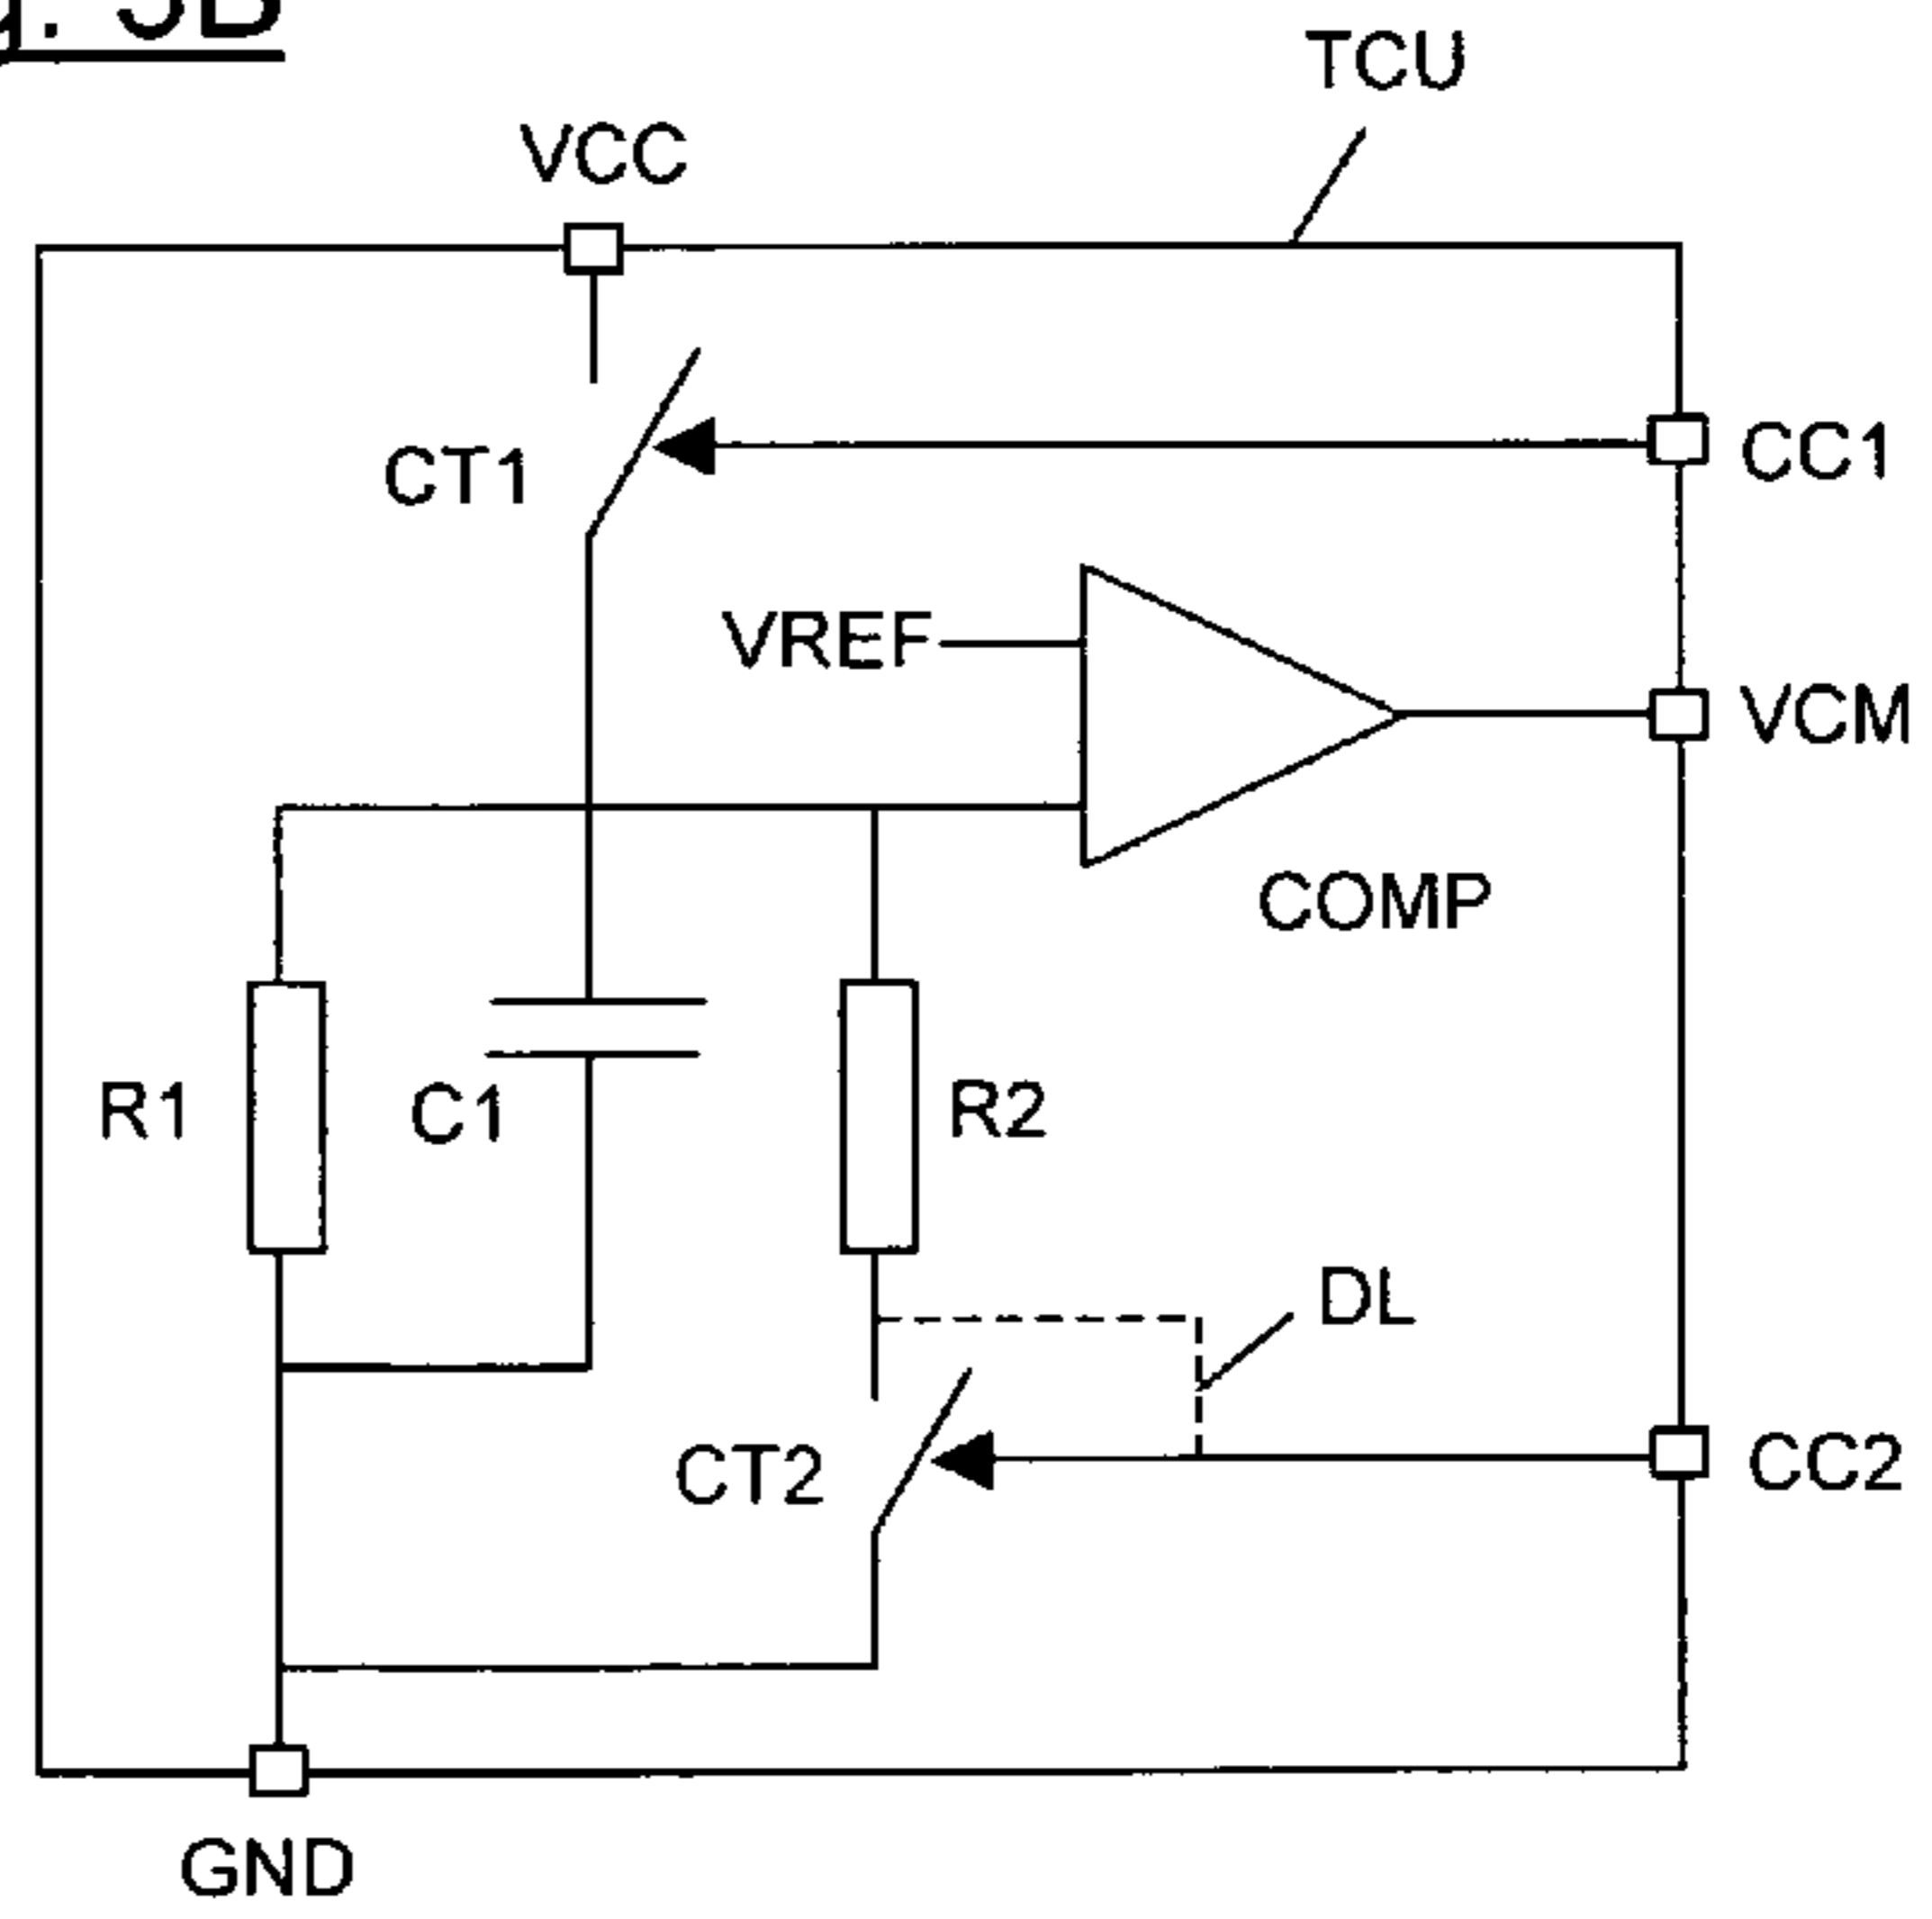 TCU
VCC
CT1
CC1
VREF
VCM
COMP
R1
C1
R2
DL
CT2
CC2
GND